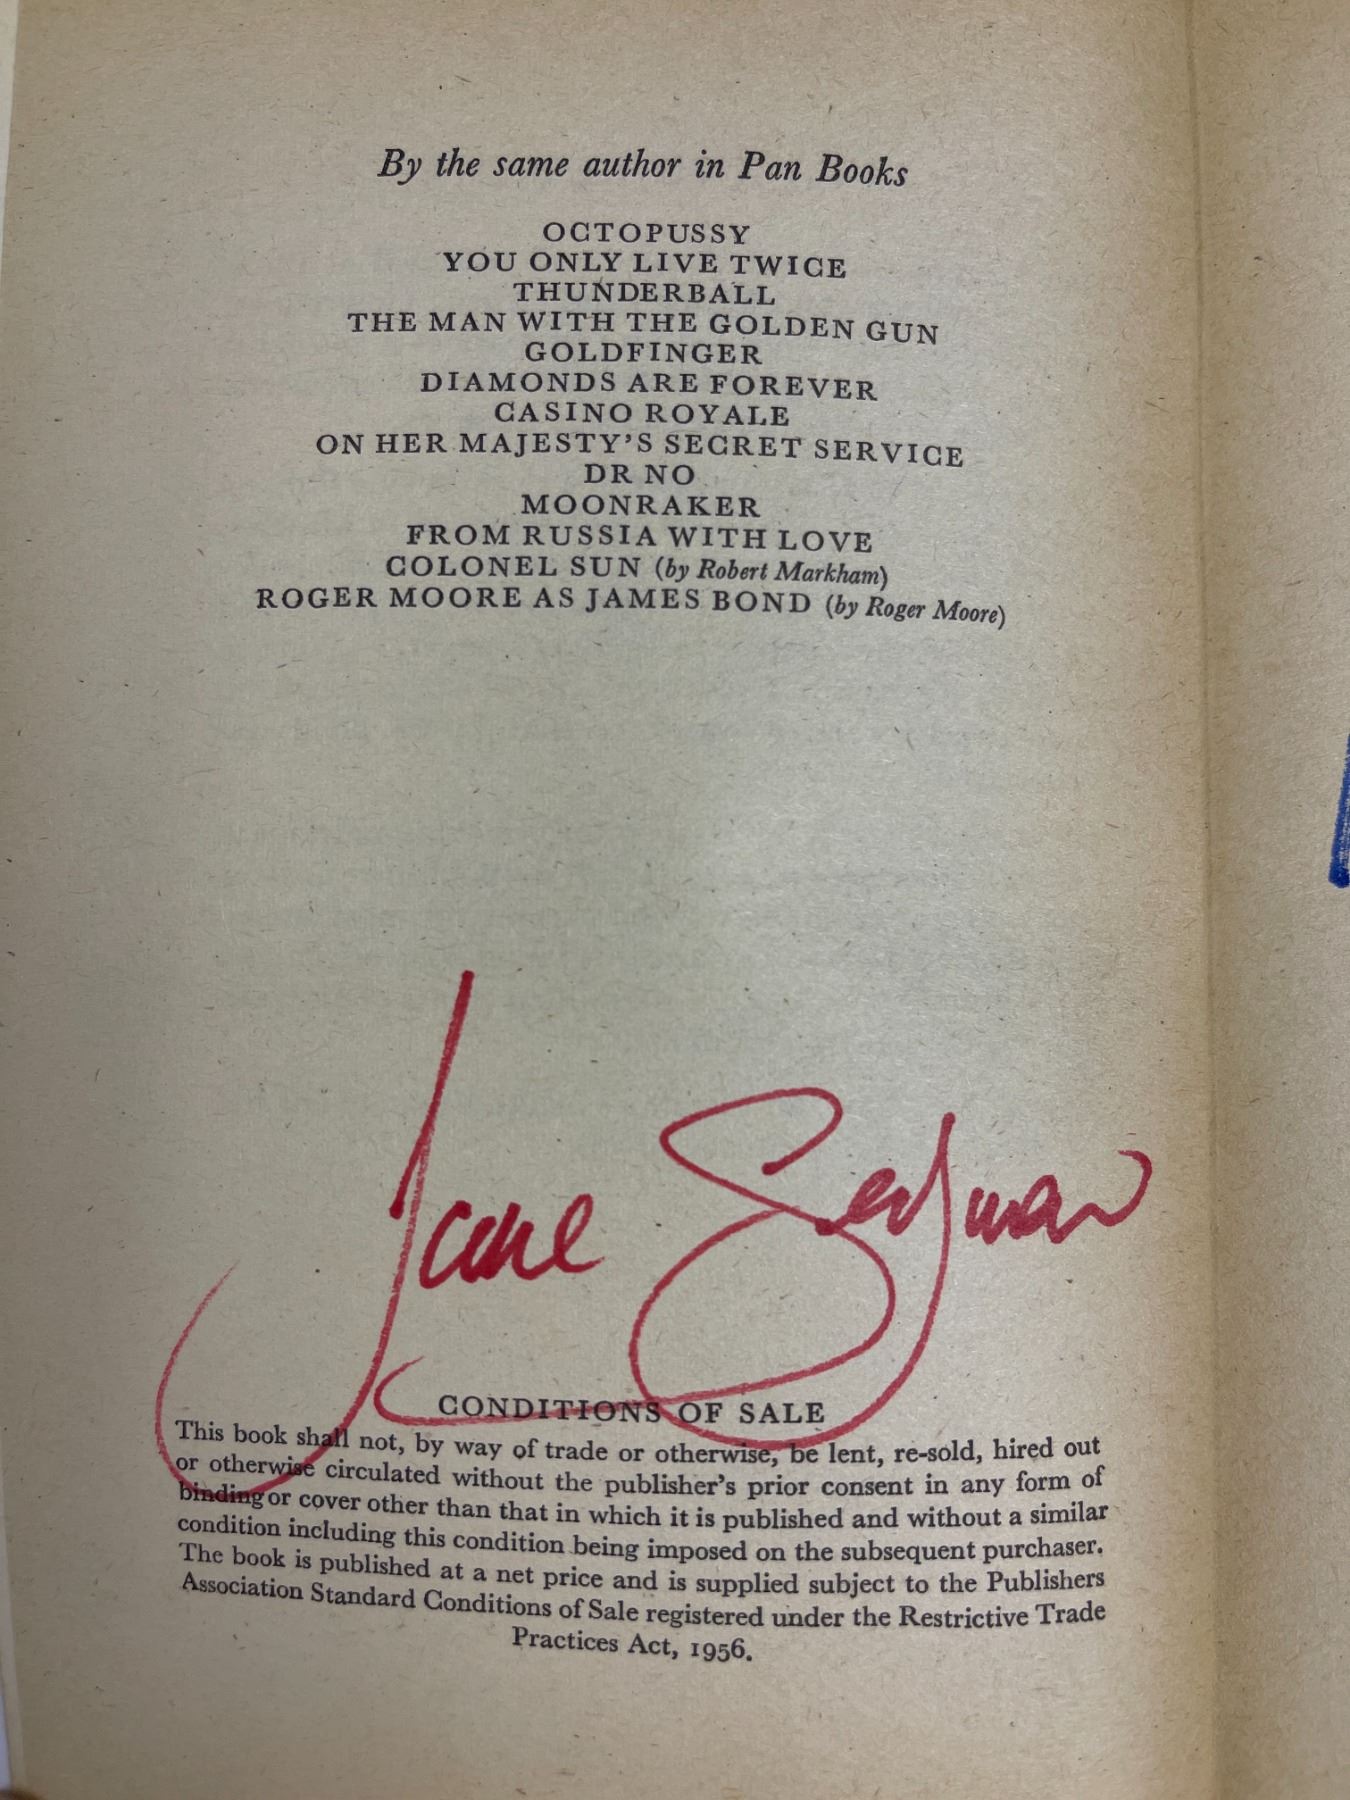 By the same author in Pan Books
OCTOPUSSY
YOU ONLY LIVE TWICE
THUNDERBALL
THE MAN WITH THE GOLDEN GUN
GOLDFINGER
DIAMONDS ARE FOREVER
CASINO ROYALE
ON HER MAJESTY'S SECRET SERVICE
DR NO
MOONRAKER
FROM RUSSIA WITH LOVE
COLONEL SUN (by Robert Markham)
ROGER MOORE AS JAMES BOND (by Roger Moore)
Jane Seymour
CONDITIONS OF SALE
This book shall not, by way of trade or otherwise, be lent, re-sold, hired out
or otherwise circulated without the publisher's prior consent in any form of
binding or cover other than that in which it is published and without a similar
condition including this condition being imposed on the subsequent purchaser.
The book is published at a net price and is supplied subject to the Publishers
Association Standard Conditions of Sale registered under the Restrictive Trade
Practices Act, 1956.